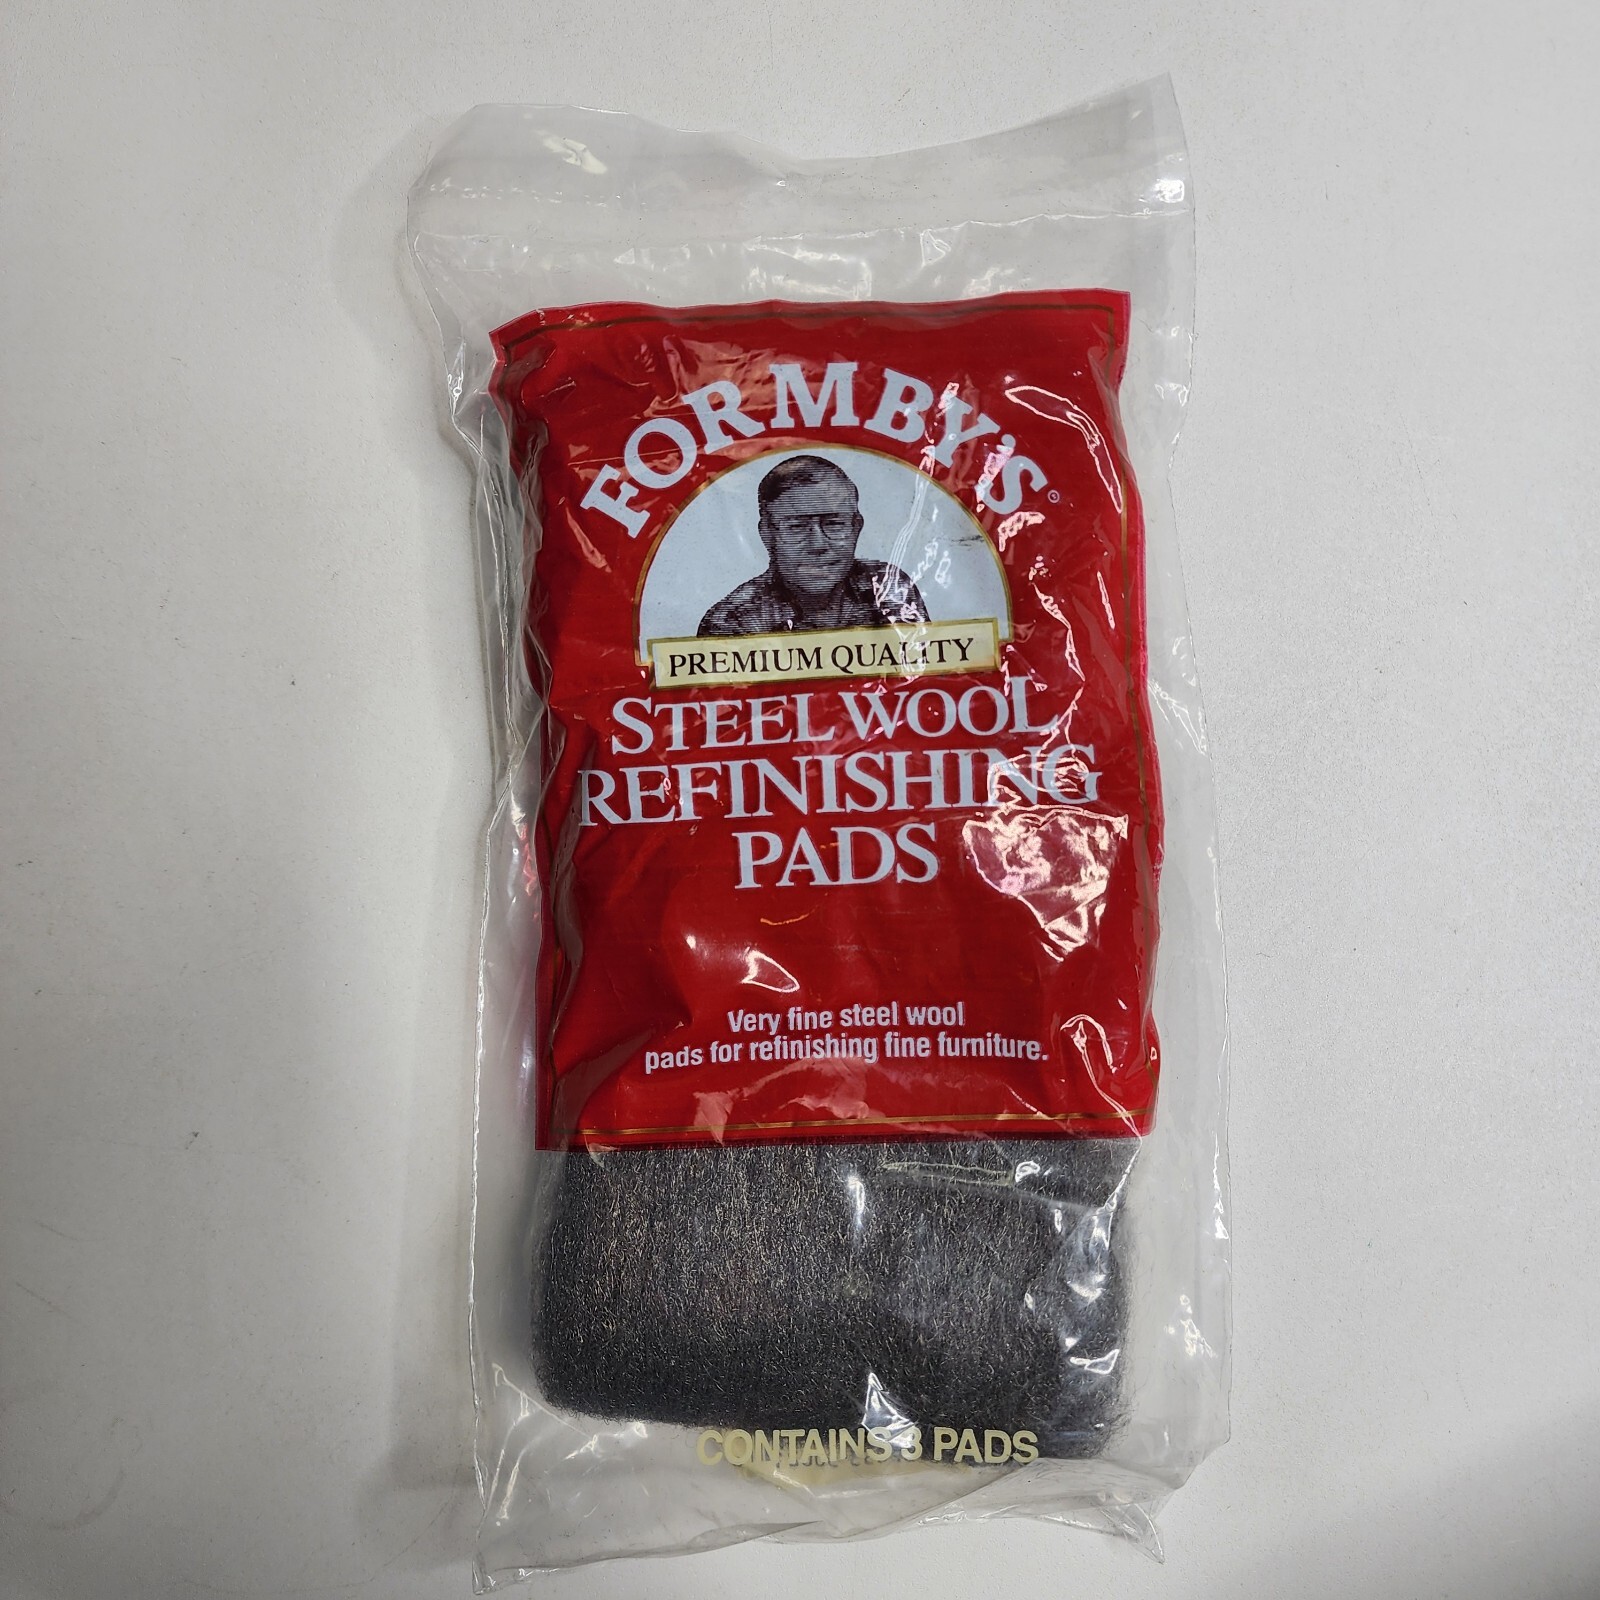 FORMBY'S®
PREMIUM QUALITY
STEEL WOOL
REFINISHING
PADS
Very fine steel wool
pads for refinishing fine furniture.
CONTAINS 3 PADS